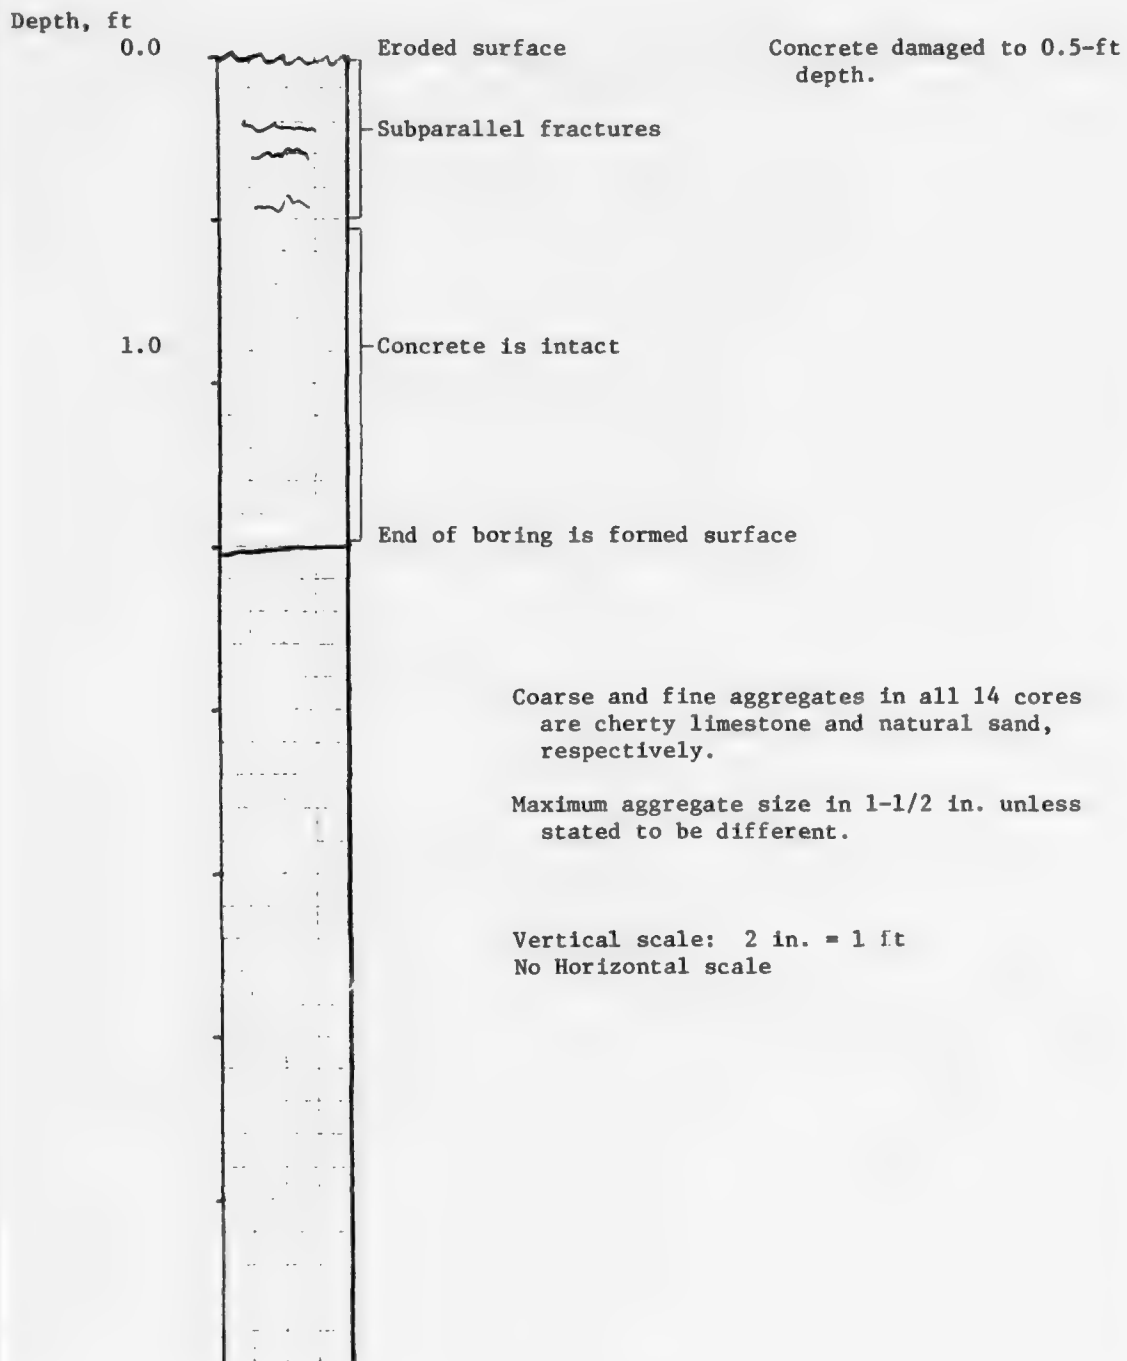 Depth, ft
0.0
Eroded surface
Concrete damaged to 0.5-ft
depth.
Subparallel fractures
1.0
Concrete is intact
End of boring is formed surface
Coarse and fine aggregates in all 14 cores
are cherty limestone and natural sand,
respectively.
Maximum aggregate size in 1-1/2 in. unless
stated to be different.
Vertical scale: 2 in. = 1 ft
No Horizontal scale